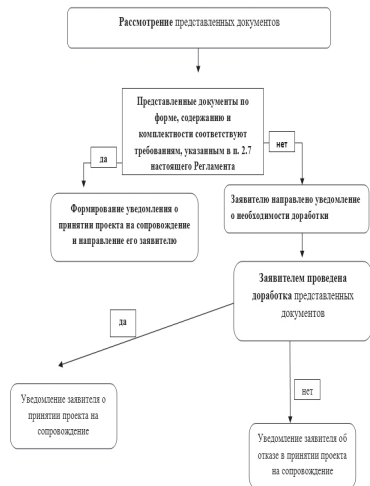 Рассмотрение представленных документов
Представленные документы по
форме, содержанию и
комплектности соответствуют
требованиям, указанным в п. 2.7
настоящего Регламента
да
нет
Формирование уведомления о
принятии проекта на сопровождение
и направление его заявителю
Заявителю направлено уведомление
о необходимости доработки
Заявителем проведена
доработка представленных
документов
да
нет
Уведомление заявителя о
принятии проекта на
сопровождение
Уведомление заявителя об
отказе в принятии проекта
на сопровождение